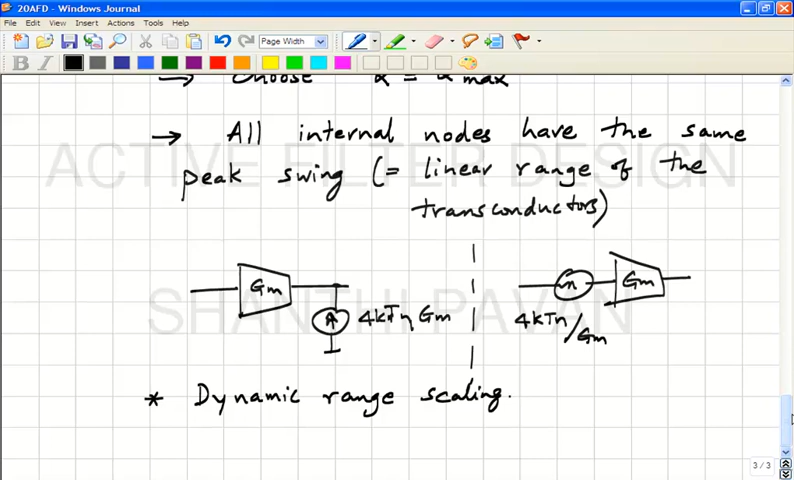 20AFD - Windows Journal
File Edit View Insert Actions Tools Help
Page Width
B I
→ Choose α = α max
→ All internal nodes have the same
peak swing (= linear range of the
transconductors)
ACTIVE FILTER DESIGN
Gm
4kTη Gm
4kTη/Gm
Gm
SHANTHI PAVAN
* Dynamic range scaling.
3 / 3